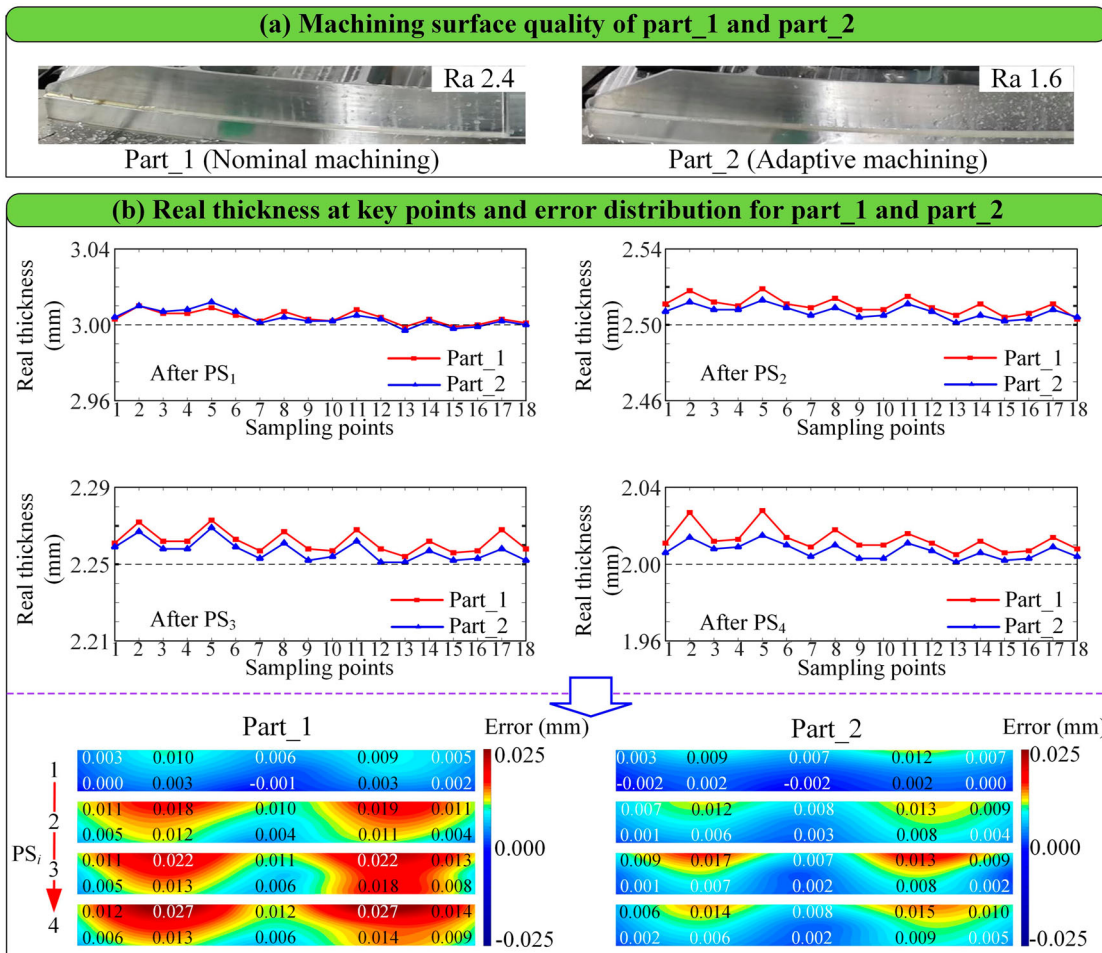 (a) Machining surface quality of part_1 and part_2
Ra 2.4
Ra 1.6
Part_1 (Nominal machining)
Part_2 (Adaptive machining)
(b) Real thickness at key points and error distribution for part_1 and part_2
Real thickness
(mm)
3.04
3.00
2.96
After PS1
Part_1
Part_2
1 2 3 4 5 6 7 8 9 10 11 12 13 14 15 16 17 18
Sampling points
Real thickness
(mm)
2.54
2.50
2.46
After PS2
Part_1
Part_2
1 2 3 4 5 6 7 8 9 10 11 12 13 14 15 16 17 18
Sampling points
Real thickness
(mm)
2.29
2.25
2.21
After PS3
Part_1
Part_2
1 2 3 4 5 6 7 8 9 10 11 12 13 14 15 16 17 18
Sampling points
Real thickness
(mm)
2.04
2.00
1.96
After PS4
Part_1
Part_2
1 2 3 4 5 6 7 8 9 10 11 12 13 14 15 16 17 18
Sampling points
Part_1
Error (mm)
PSi
1
0.003 0.010 0.006 0.009 0.005
0.000 0.003 -0.001 0.003 0.002
2
0.011 0.018 0.010 0.019 0.011
0.005 0.012 0.004 0.011 0.004
3
0.011 0.022 0.011 0.022 0.013
0.005 0.013 0.006 0.018 0.008
4
0.012 0.027 0.012 0.027 0.014
0.006 0.013 0.006 0.014 0.009
0.025
0.000
-0.025
Part_2
Error (mm)
0.003 0.009 0.007 0.012 0.007
-0.002 0.002 -0.002 0.002 0.000
0.007 0.012 0.008 0.013 0.009
0.001 0.006 0.003 0.008 0.004
0.009 0.017 0.007 0.013 0.009
0.001 0.007 0.002 0.008 0.002
0.006 0.014 0.008 0.015 0.010
0.002 0.006 0.002 0.009 0.005
0.025
0.000
-0.025